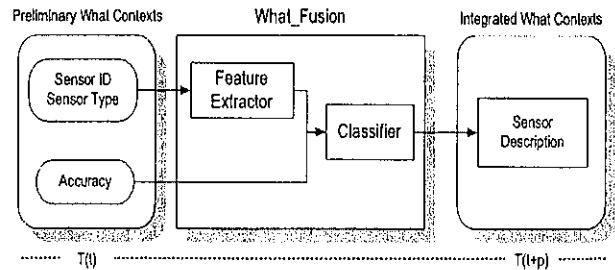 Preliminary What Contexts
What_Fusion
Integrated What Contexts
Sensor ID
Sensor Type
Feature
Extractor
Classifier
Sensor
Description
Accuracy
T(t)
T(t+p)